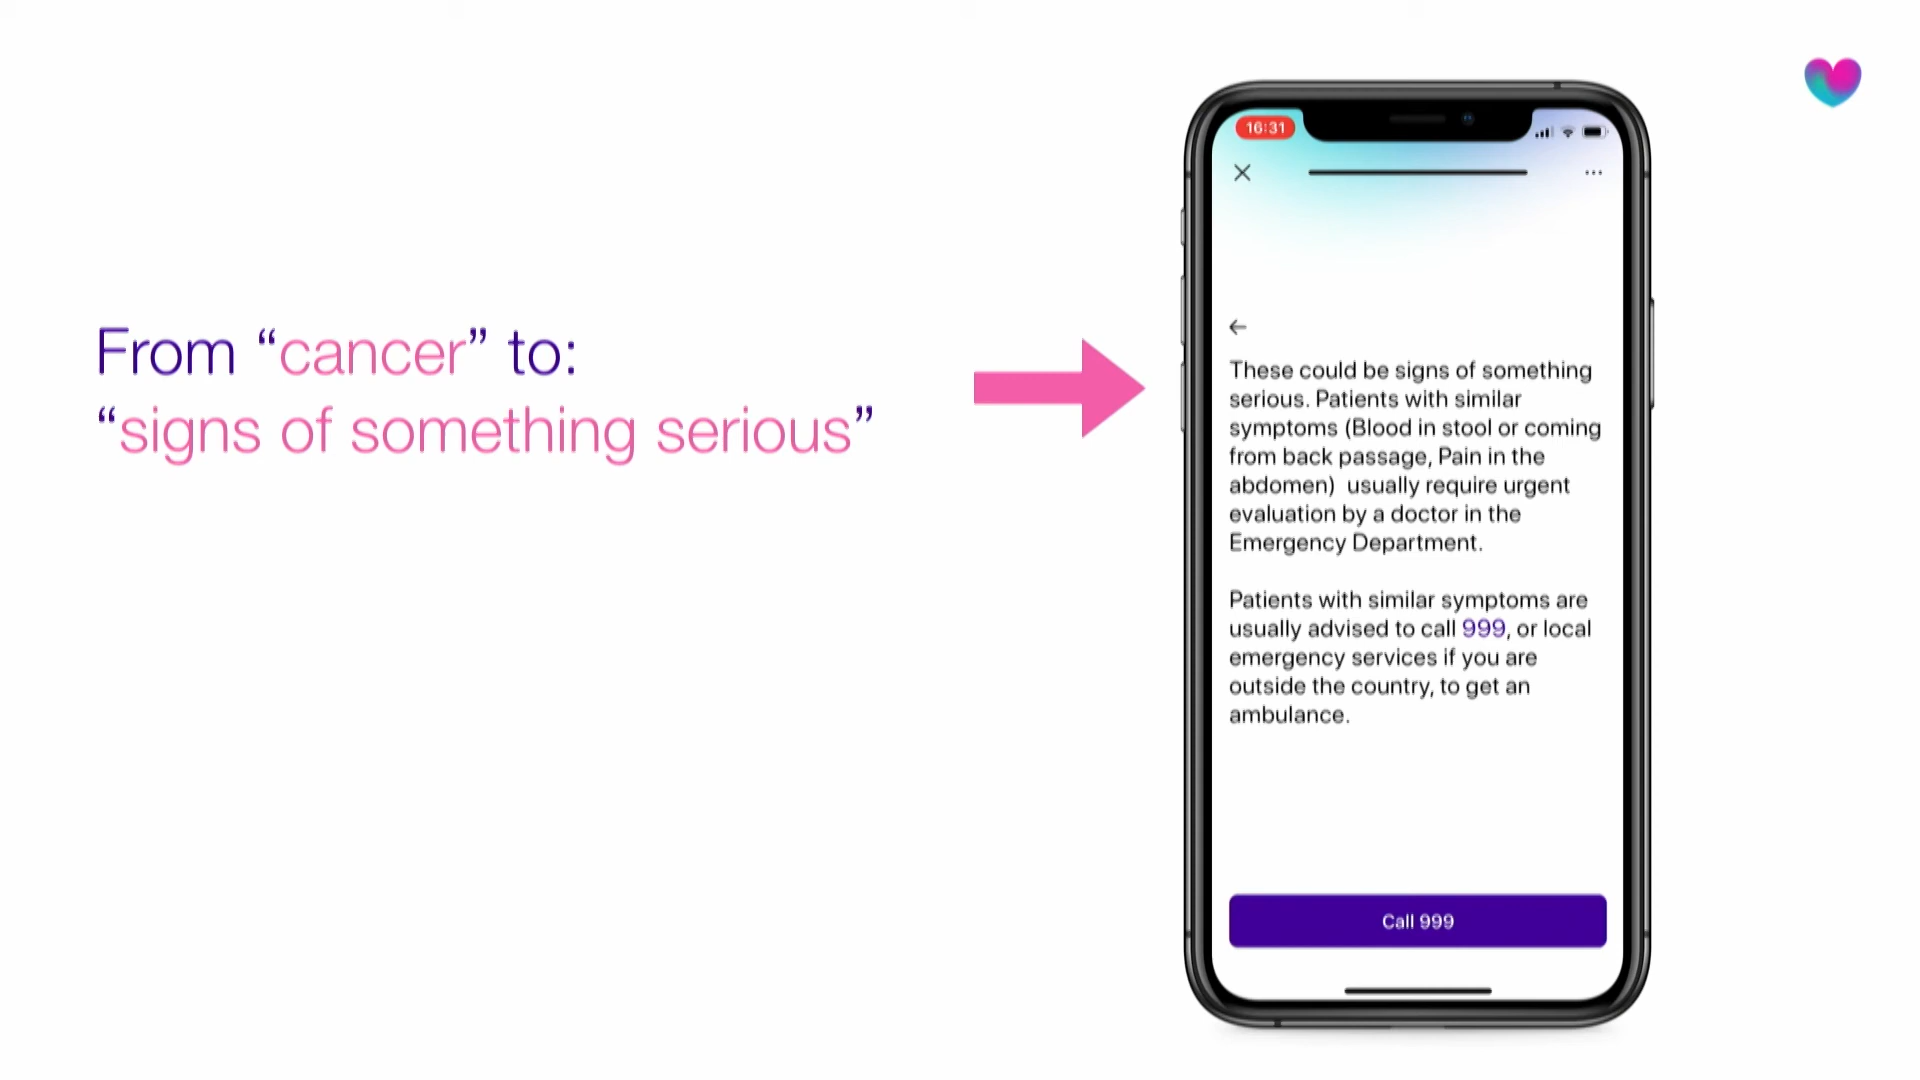 From “cancer” to:
“signs of something serious”
16:31
These could be signs of something
serious. Patients with similar
symptoms (Blood in stool or coming
from back passage, Pain in the
abdomen)  usually require urgent
evaluation by a doctor in the
Emergency Department.
Patients with similar symptoms are
usually advised to call 999, or local
emergency services if you are
outside the country, to get an
ambulance.
Call 999